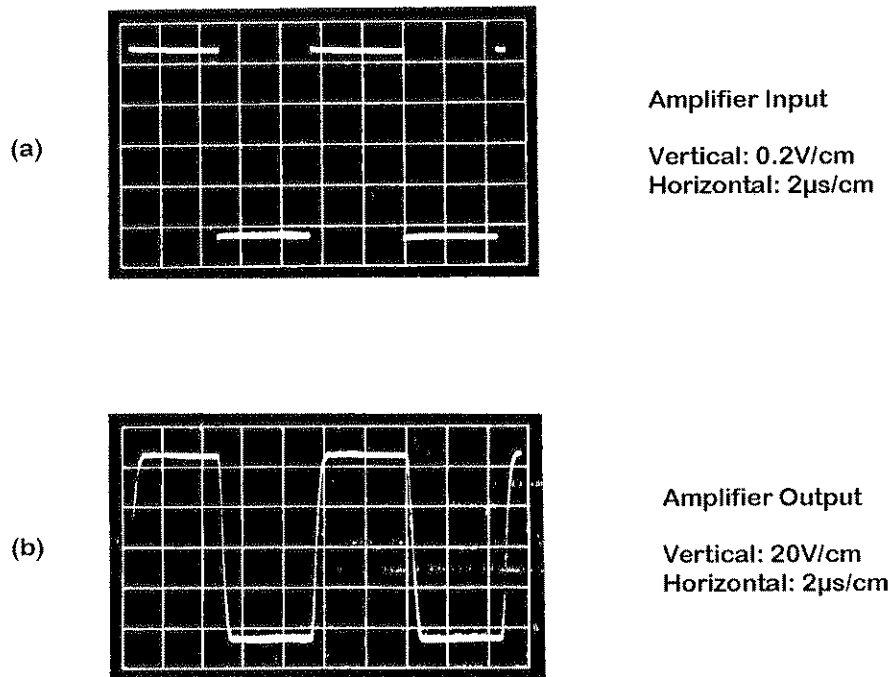 (a)
Amplifier Input
Vertical: 0.2V/cm
Horizontal: 2µs/cm
(b)
Amplifier Output
Vertical: 20V/cm
Horizontal: 2µs/cm